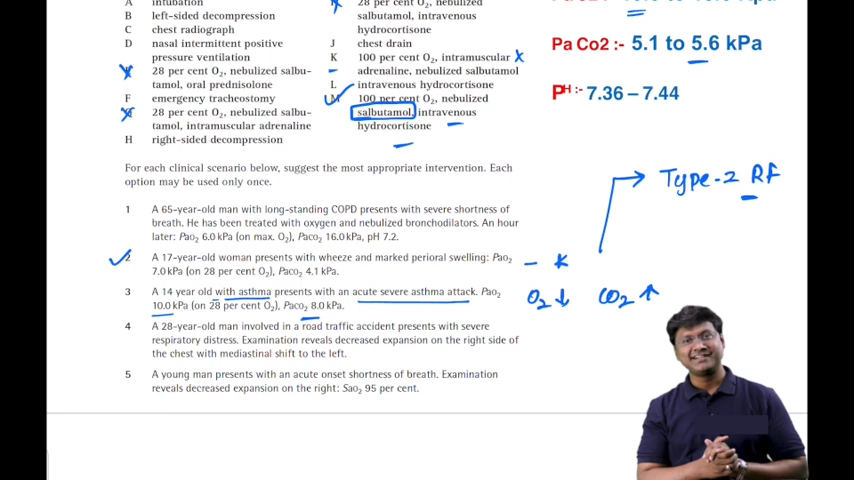 A intubation
B left-sided decompression
C chest radiograph
D nasal intermittent positive
pressure ventilation
28 per cent O2, nebulized salbu-
tamol, oral prednisolone
F emergency tracheostomy
28 per cent O2, nebulized salbu-
tamol, intramuscular adrenaline
H right-sided decompression
28 per cent O2, nebulized
salbutamol, intravenous
hydrocortisone
J chest drain
K 100 per cent O2, intramuscular
adrenaline, nebulized salbutamol
L intravenous hydrocortisone
M 100 per cent O2, nebulized
salbutamol, intravenous
hydrocortisone
Pa Co2 :- 5.1 to 5.6 kPa
PH :- 7.36 – 7.44
Type-2 RF
For each clinical scenario below, suggest the most appropriate intervention. Each
option may be used only once.
1 A 65-year-old man with long-standing COPD presents with severe shortness of
breath. He has been treated with oxygen and nebulized bronchodilators. An hour
later: Pao2 6.0 kPa (on max. O2), Paco2 16.0 kPa, pH 7.2.
2 A 17-year-old woman presents with wheeze and marked perioral swelling: Pao2
7.0 kPa (on 28 per cent O2), Paco2 4.1 kPa.
– K
3 A 14 year old with asthma presents with an acute severe asthma attack. Pao2
10.0 kPa (on 28 per cent O2), Paco2 8.0 kPa.
O2 ↓ CO2 ↑
4 A 28-year-old man involved in a road traffic accident presents with severe
respiratory distress. Examination reveals decreased expansion on the right side of
the chest with mediastinal shift to the left.
5 A young man presents with an acute onset shortness of breath. Examination
reveals decreased expansion on the right: Sao2 95 per cent.